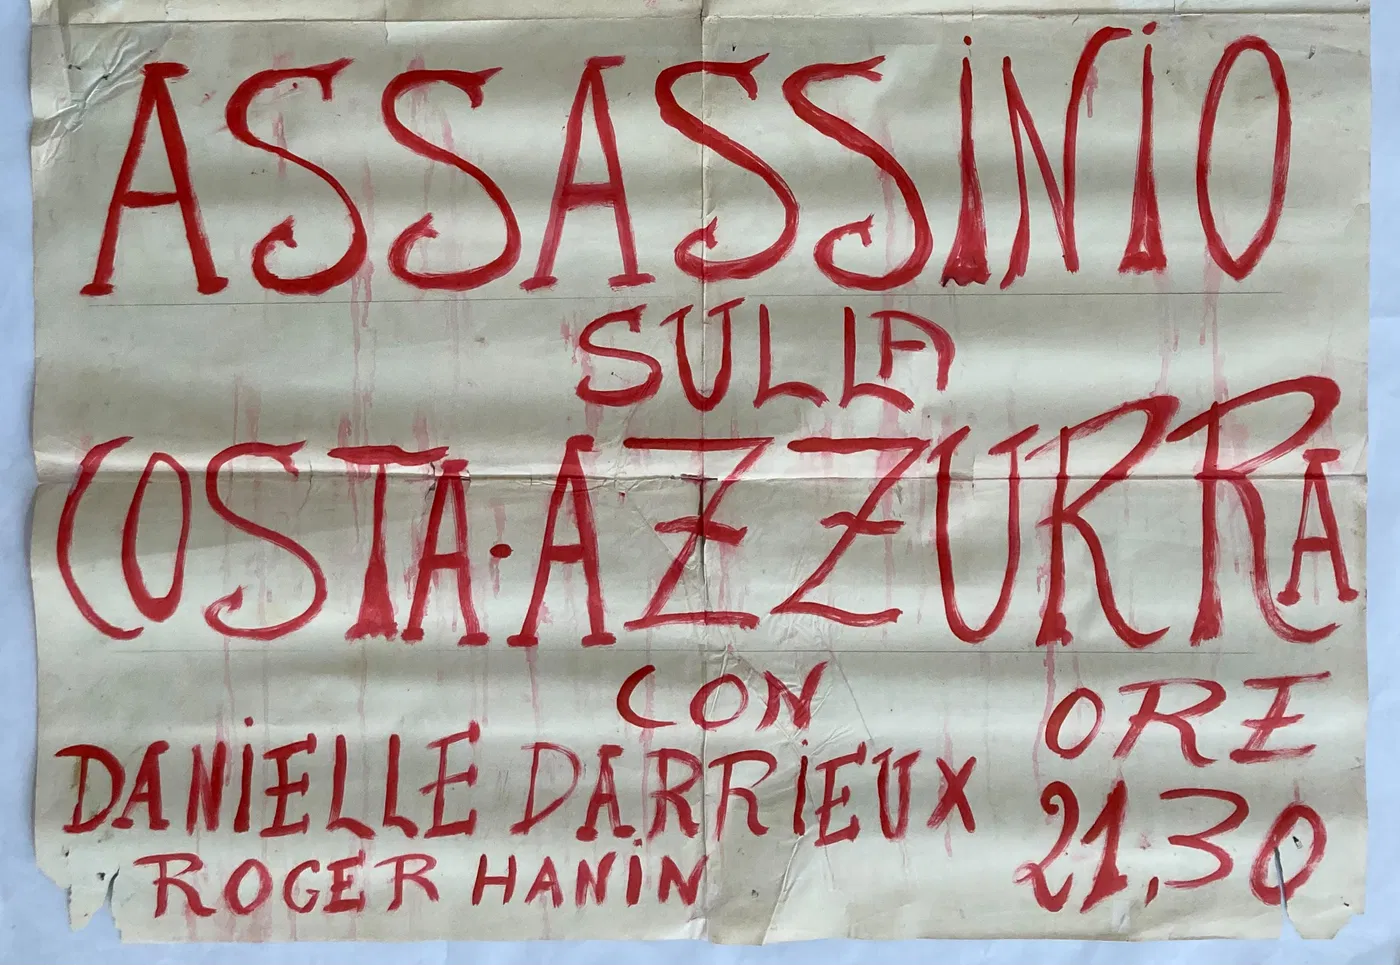 ASSASSiNiO
SULLA
COSTA·AZZURRA
CON
DANiELLE DARRiEUX
ROGER HANiN
ORE
21,30